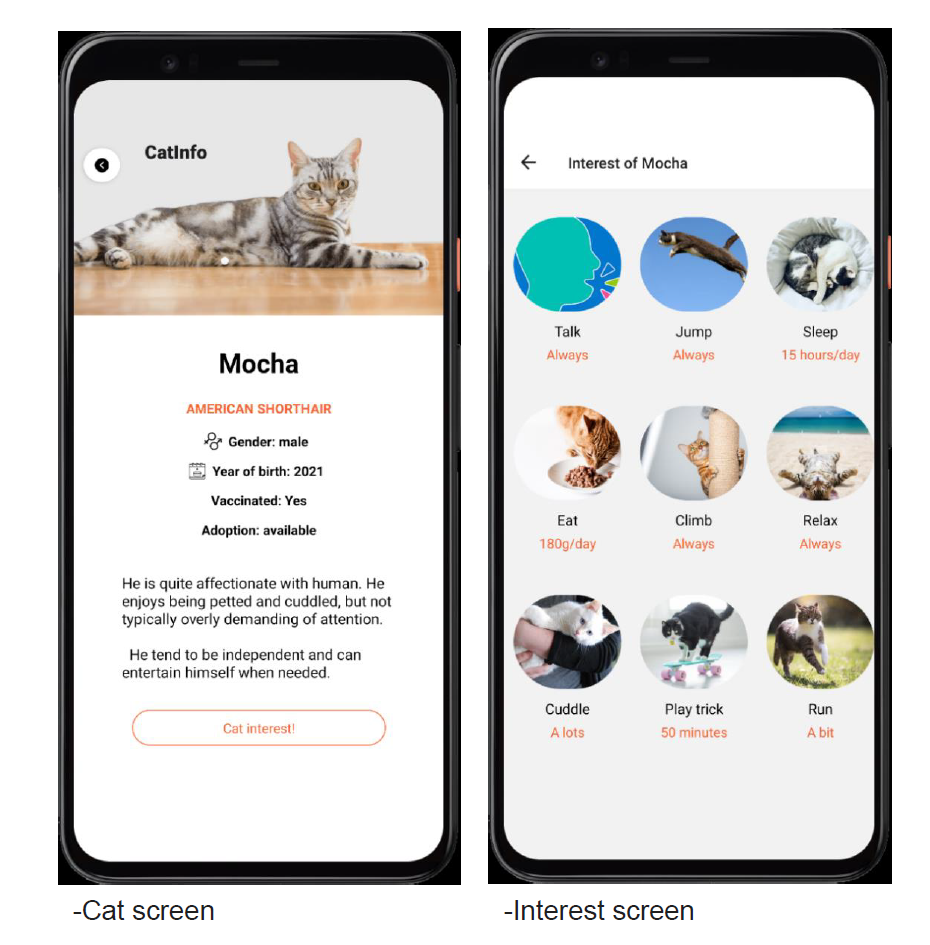 CatInfo
Mocha
AMERICAN SHORTHAIR
Gender: male
Year of birth: 2021
Vaccinated: Yes
Adoption: available
He is quite affectionate with human. He
enjoys being petted and cuddled, but not
typically overly demanding of attention.
He tend to be independent and can
entertain himself when needed.
Cat interest!
-Cat screen
Interest of Mocha
Talk
Always
Jump
Always
Sleep
15 hours/day
Eat
180g/day
Climb
Always
Relax
Always
Cuddle
A lots
Play trick
50 minutes
Run
A bit
-Interest screen